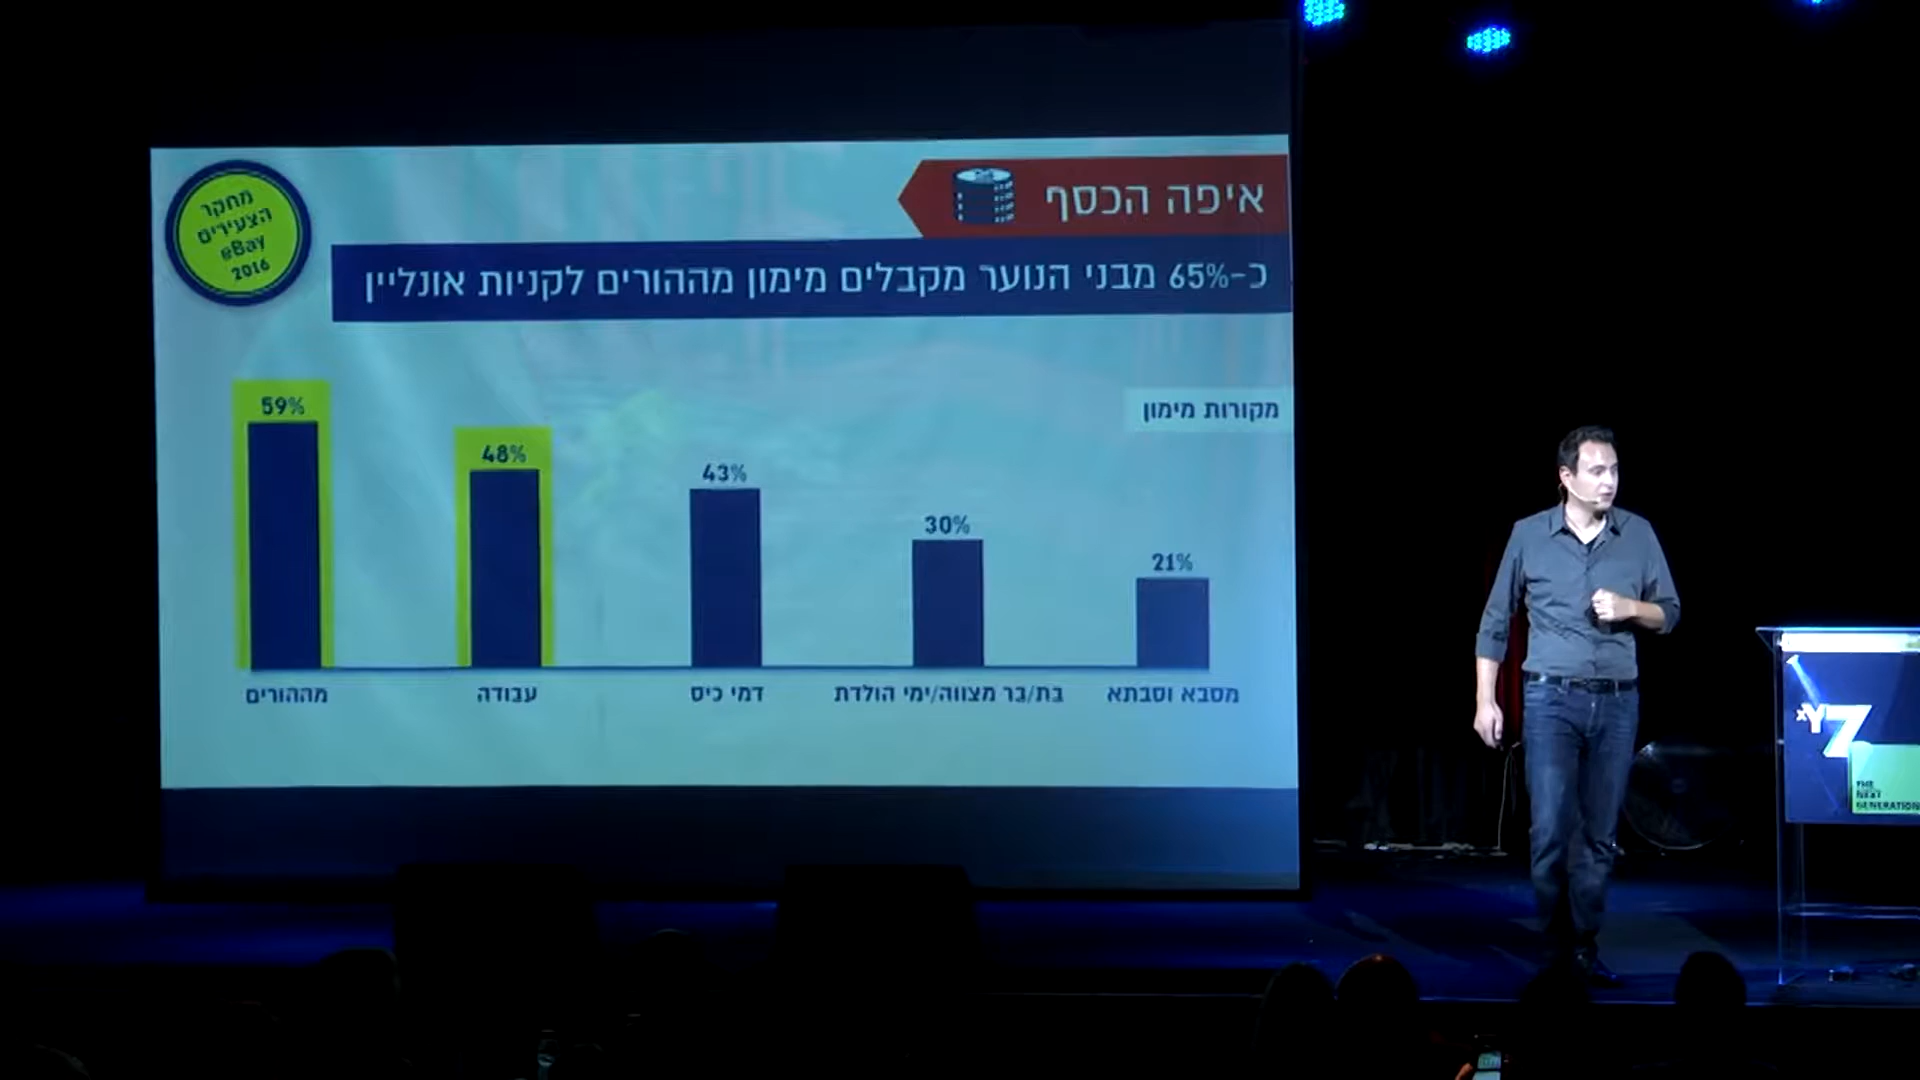 איפה הכסף
כ-65% מבני הנוער מקבלים מימון מההורים לקניות אונליין
מחקר
הצעירים
eBay
2016
מקורות מימון
59%
48%
43%
30%
21%
מההורים
עבודה
דמי כיס
בת/בר מצווה/ימי הולדת
מסבא וסבתא
XYZ
THE
NEXT
GENERATION